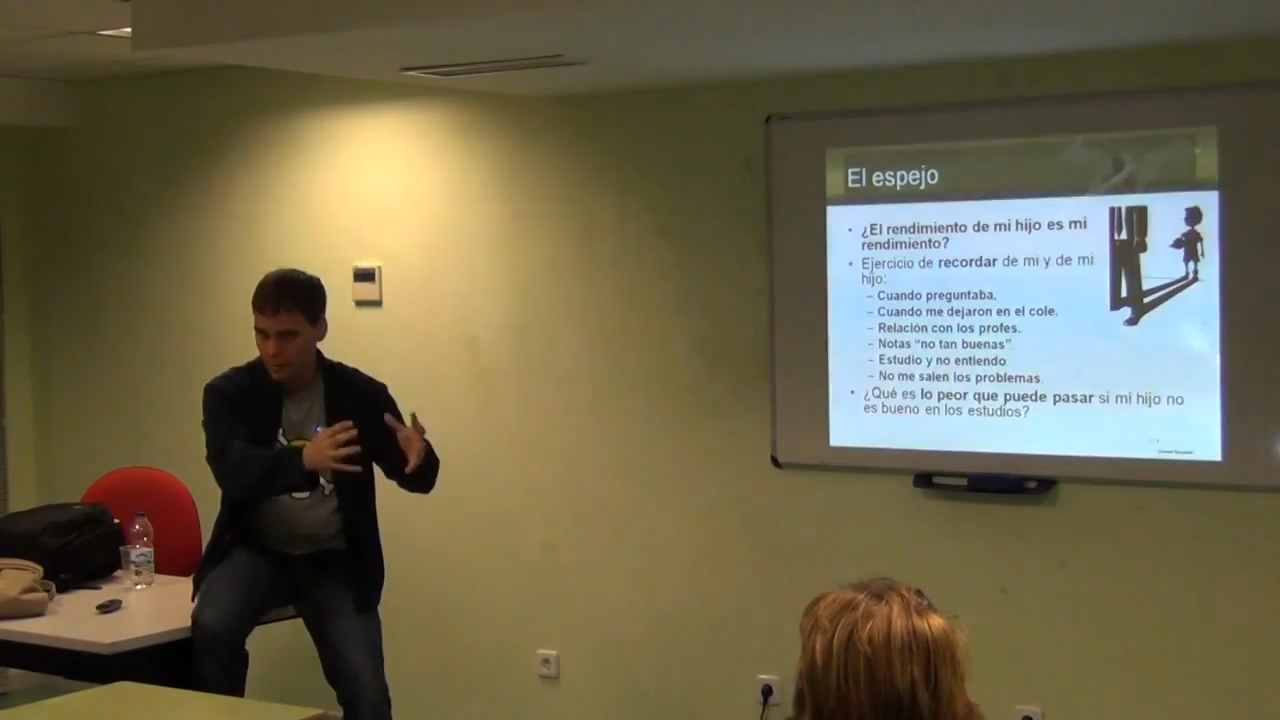 El espejo
• ¿El rendimiento de mi hijo es mi
rendimiento?
• Ejercicio de recordar de mi y de mi
hijo:
– Cuando preguntaba.
– Cuando me dejaron en el cole.
– Relación con los profes.
– Notas “no tan buenas”.
– Estudio y no entiendo.
– No me salen los problemas.
• ¿Qué es lo peor que puede pasar si mi hijo no
es bueno en los estudios?